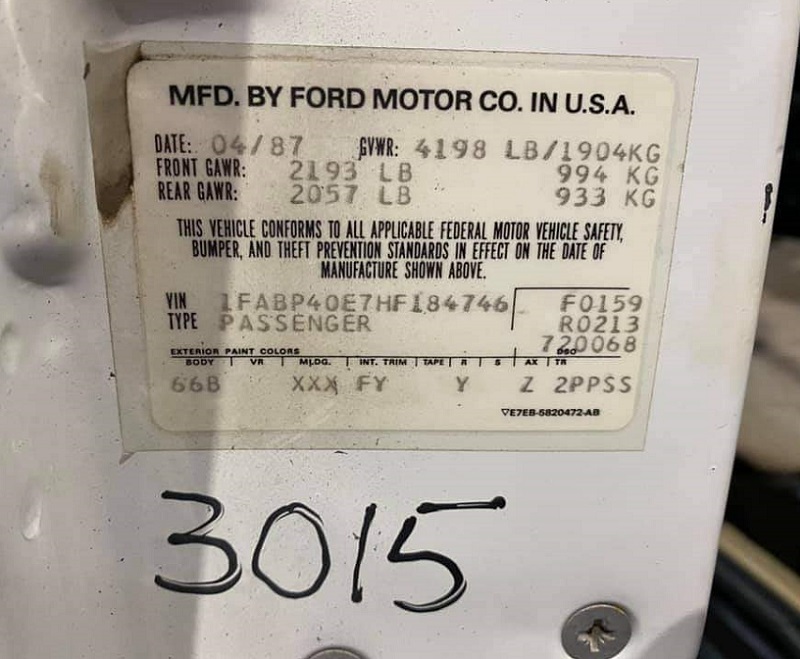 MFD. BY FORD MOTOR CO. IN U.S.A.
DATE: 04/87 GVWR: 4198 LB/1904KG
FRONT GAWR: 2193 LB 994 KG
REAR GAWR: 2057 LB 933 KG
THIS VEHICLE CONFORMS TO ALL APPLICABLE FEDERAL MOTOR VEHICLE SAFETY,
BUMPER, AND THEFT PREVENTION STANDARDS IN EFFECT ON THE DATE OF
MANUFACTURE SHOWN ABOVE.
VIN 1FABP40E7HF184746 F0159
TYPE PASSENGER R0213
720068
EXTERIOR PAINT COLORS DSO
BODY | VR | MLDG. | INT. TRIM | TAPE | R | S | AX | TR
66B XXX FY Y Z 2PPSS
▽E7EB-5820472-AB
3015